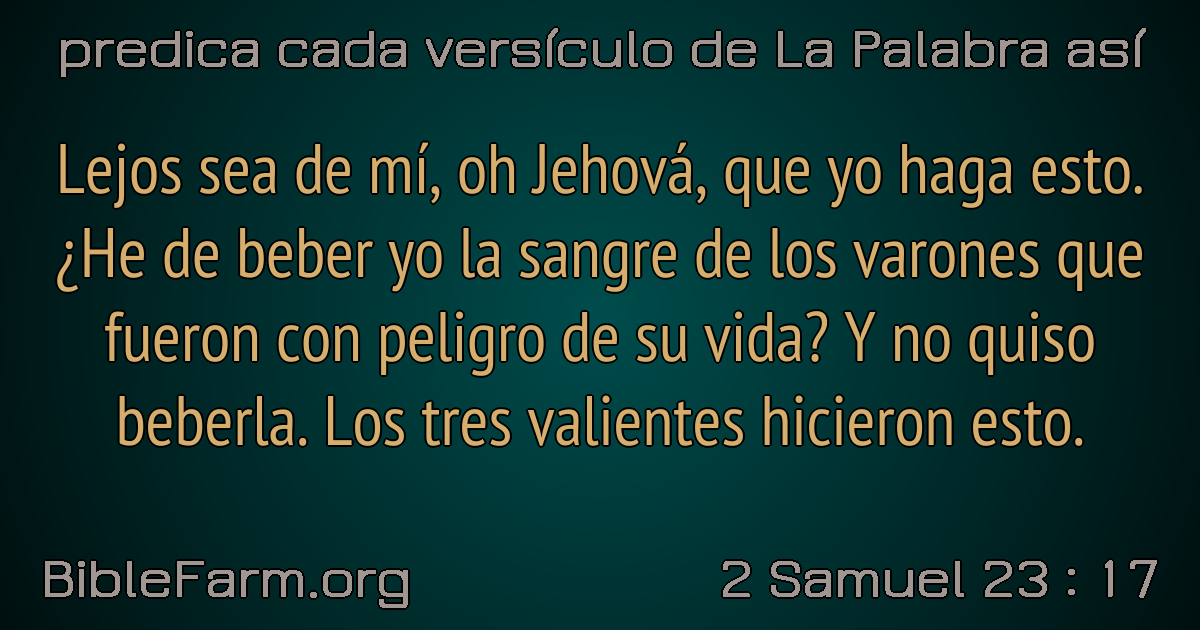 predica cada versículo de La Palabra así
Lejos sea de mí, oh Jehová, que yo haga esto.
¿He de beber yo la sangre de los varones que
fueron con peligro de su vida? Y no quiso
beberla. Los tres valientes hicieron esto.
BibleFarm.org
2 Samuel 23 : 17